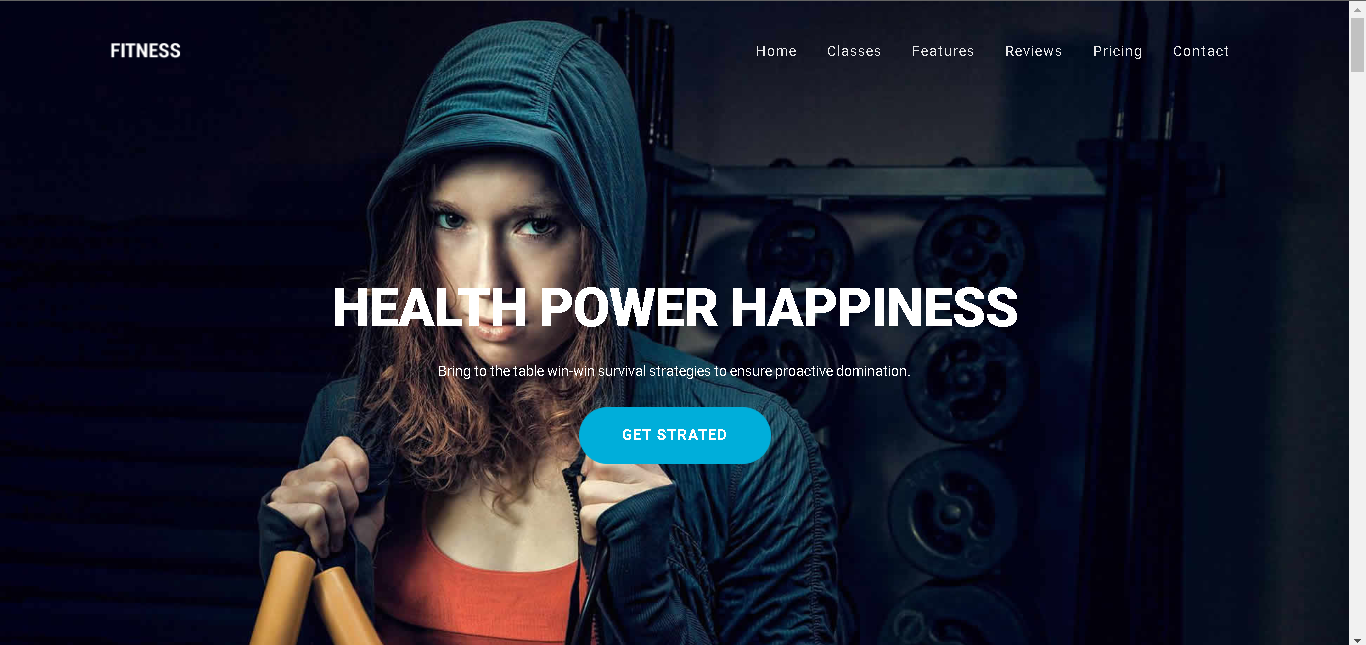 FITNESS
Home Classes Features Reviews Pricing Contact
HEALTH POWER HAPPINESS
Bring to the table win-win survival strategies to ensure proactive domination.
GET STRATED